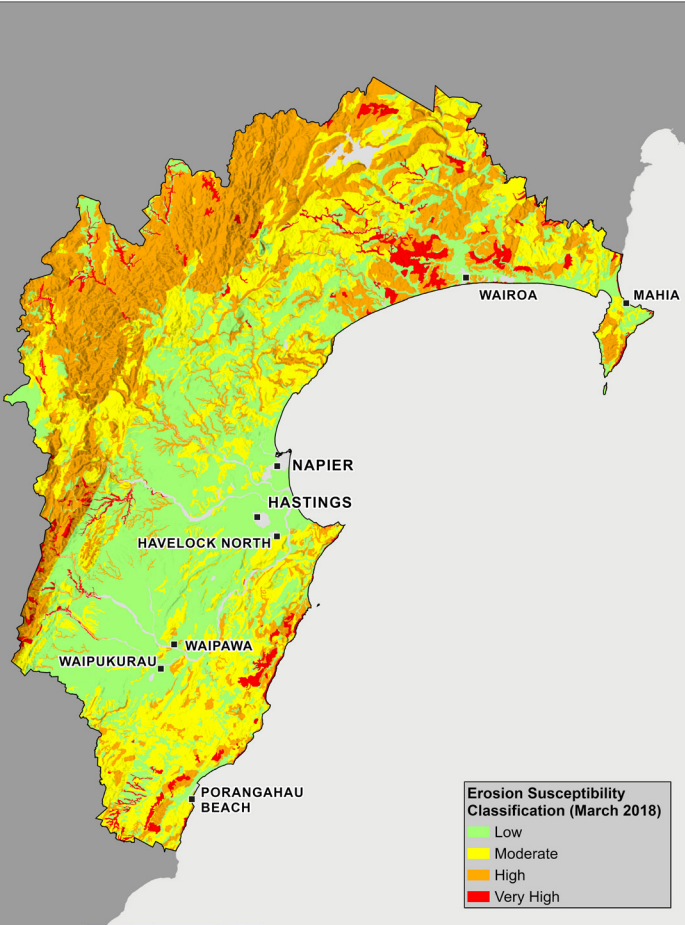 WAIROA
MAHIA
NAPIER
HASTINGS
HAVELOCK NORTH
WAIPAWA
WAIPUKURAU
PORANGAHAU
BEACH
Erosion Susceptibility
Classification (March 2018)
Low
Moderate
High
Very High